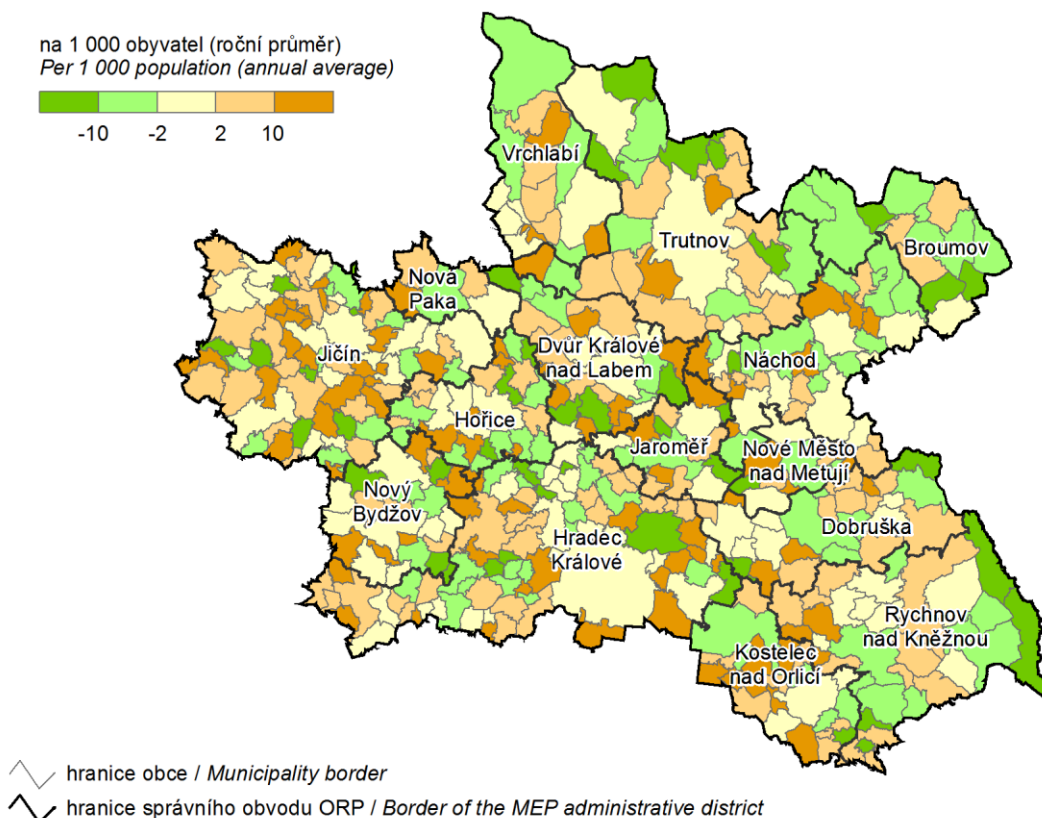 na 1 000 obyvatel (roční průměr)
Per 1 000 population (annual average)
-10 -2 2 10
Vrchlabí
Trutnov
Broumov
Nová
Paka
Jičín
Dvůr Králové
nad Labem
Náchod
Hořice
Jaroměř
Nové Město
nad Metují
Nový
Bydžov
Hradec
Králové
Dobruška
Rychnov
nad Kněžnou
Kostelec
nad Orlicí
hranice obce / Municipality border
hranice správního obvodu ORP / Border of the MEP administrative district